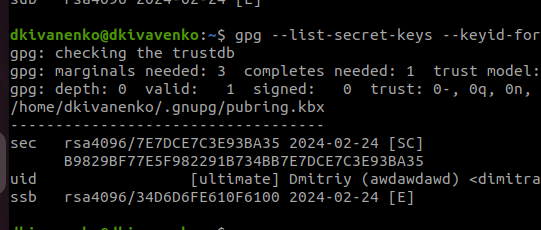 ssb   rsa4096/                 2024-02-24 [E]
dkivanenko@dkivavenko:~$ gpg --list-secret-keys --keyid-for
gpg: checking the trustdb
gpg: marginals needed: 3  completes needed: 1  trust model:
gpg: depth: 0  valid:   1  signed:   0  trust: 0-, 0q, 0n,
/home/dkivanenko/.gnupg/pubring.kbx
-----------------------------------
sec   rsa4096/7E7DCE7C3E93BA35 2024-02-24 [SC]
      B9829BF77E5F982291B734BB7E7DCE7C3E93BA35
uid                 [ultimate] Dmitriy (awdawdawd) <dimitra
ssb   rsa4096/34D6D6FE610F6100 2024-02-24 [E]
dkivanenko@dkivavenko:~$